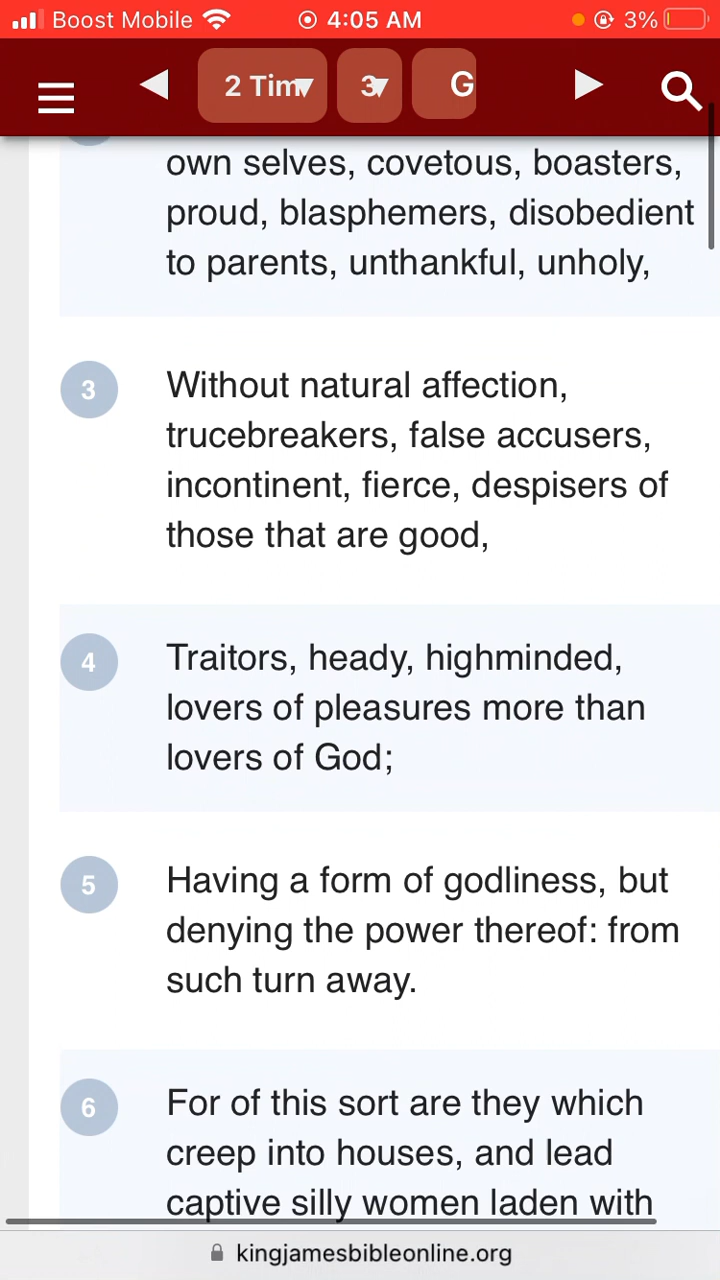 Boost Mobile 4:05 AM 3%
2 Tim 3 G
own selves, covetous, boasters,
proud, blasphemers, disobedient
to parents, unthankful, unholy,
3 Without natural affection,
trucebreakers, false accusers,
incontinent, fierce, despisers of
those that are good,
4 Traitors, heady, highminded,
lovers of pleasures more than
lovers of God;
5 Having a form of godliness, but
denying the power thereof: from
such turn away.
6 For of this sort are they which
creep into houses, and lead
captive silly women laden with
kingjamesbibleonline.org